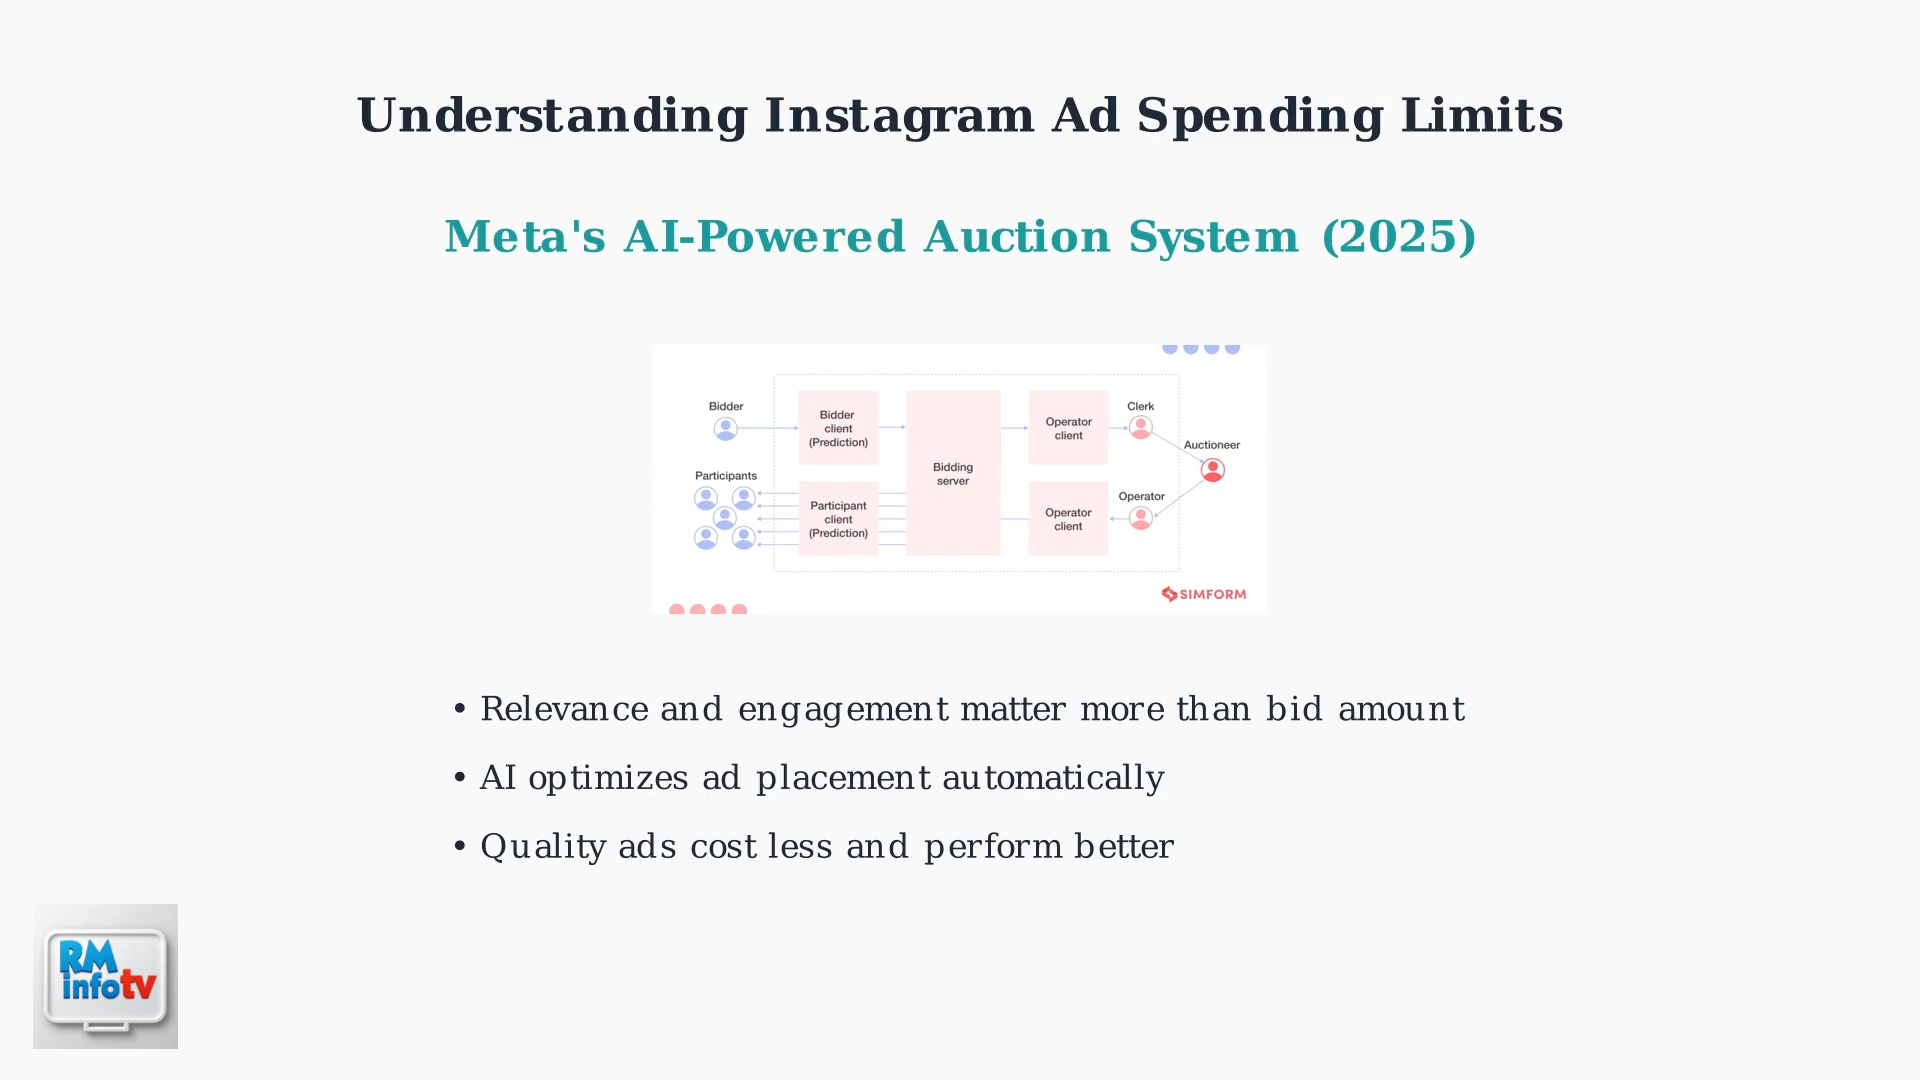 Understanding Instagram Ad Spending Limits
Meta's AI-Powered Auction System (2025)
Bidder
Bidder
client
(Prediction)
Bidding
server
Operator
client
Clerk
Auctioneer
Participants
Participant
client
(Prediction)
Operator
client
Operator
SIMFORM
• Relevance and engagement matter more than bid amount
• AI optimizes ad placement automatically
• Quality ads cost less and perform better
RM
infotv